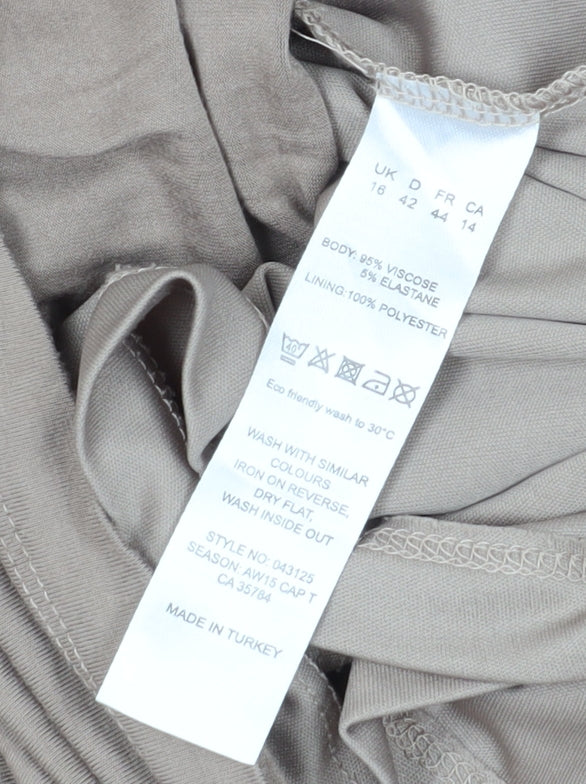 UK D FR CA
16 42 44 14
BODY: 95% VISCOSE
5% ELASTANE
LINING:100% POLYESTER
40
Eco friendly wash to 30°C
WASH WITH SIMILAR
COLOURS
IRON ON REVERSE,
DRY FLAT,
WASH INSIDE OUT
STYLE NO: 043125
SEASON: AW15 CAP T
CA 35784
MADE IN TURKEY